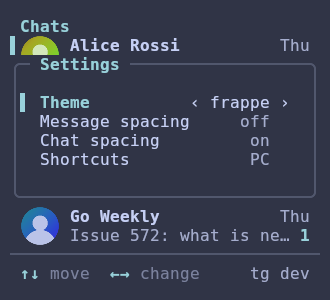 Chats
Alice Rossi Thu
Settings
Theme ‹ frappe ›
Message spacing off
Chat spacing on
Shortcuts PC
Go Weekly Thu
Issue 572: what is ne… 1
↑↓ move ←→ change tg dev